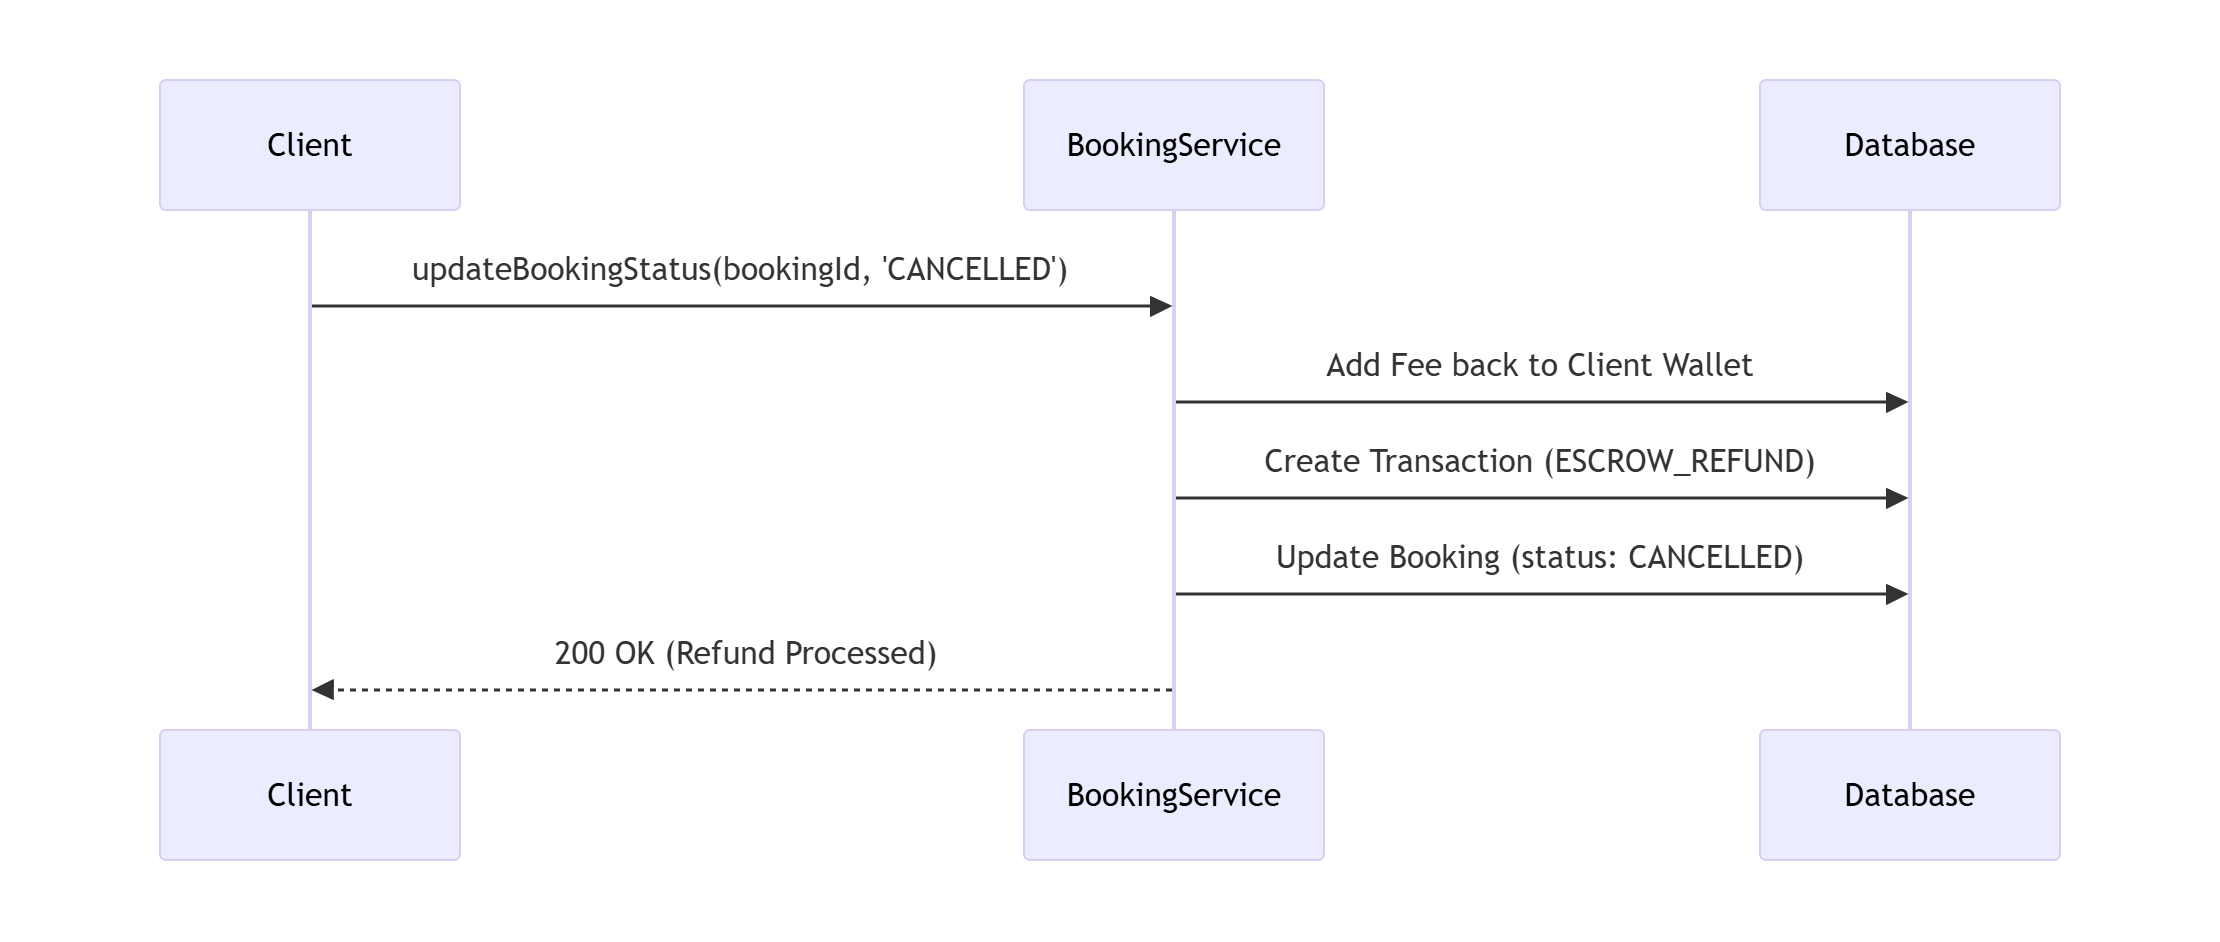 Client
BookingService
Database
updateBookingStatus(bookingId, 'CANCELLED')
Add Fee back to Client Wallet
Create Transaction (ESCROW_REFUND)
Update Booking (status: CANCELLED)
200 OK (Refund Processed)
Client
BookingService
Database